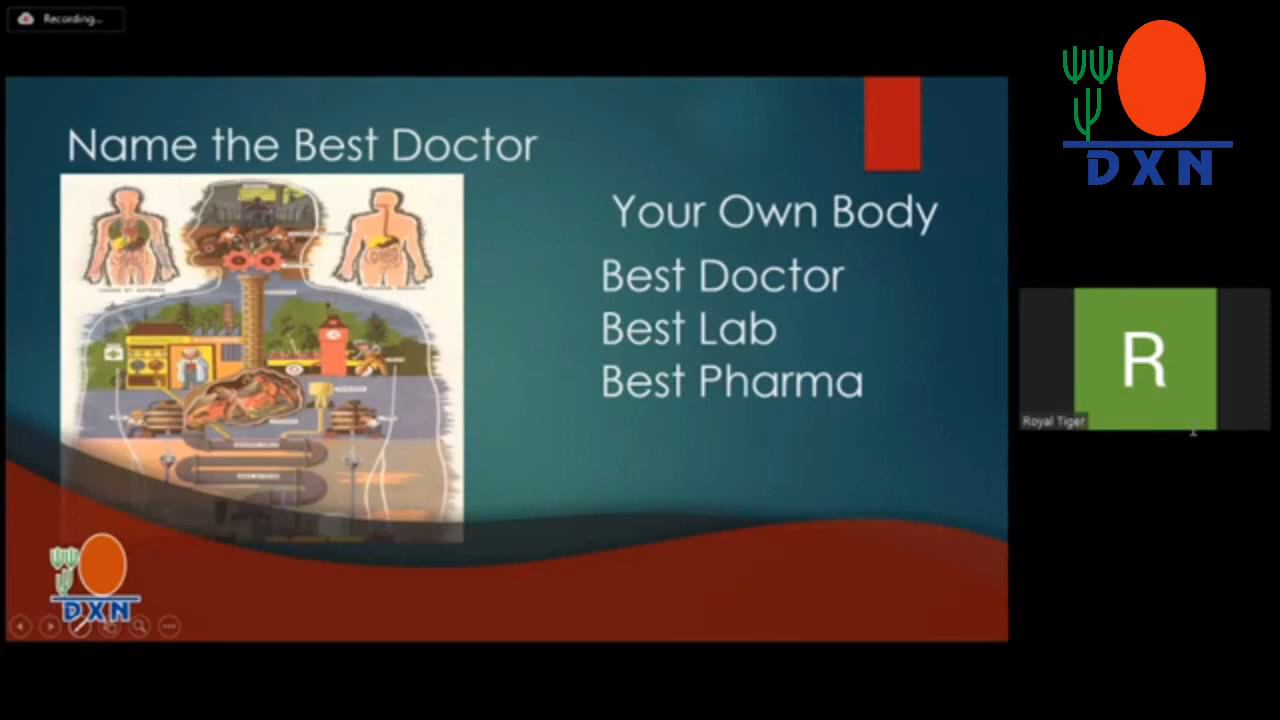 Recording...
Name the Best Doctor
Your Own Body
Best Doctor
Best Lab
Best Pharma
DXN
DXN
R
Royal Tiger